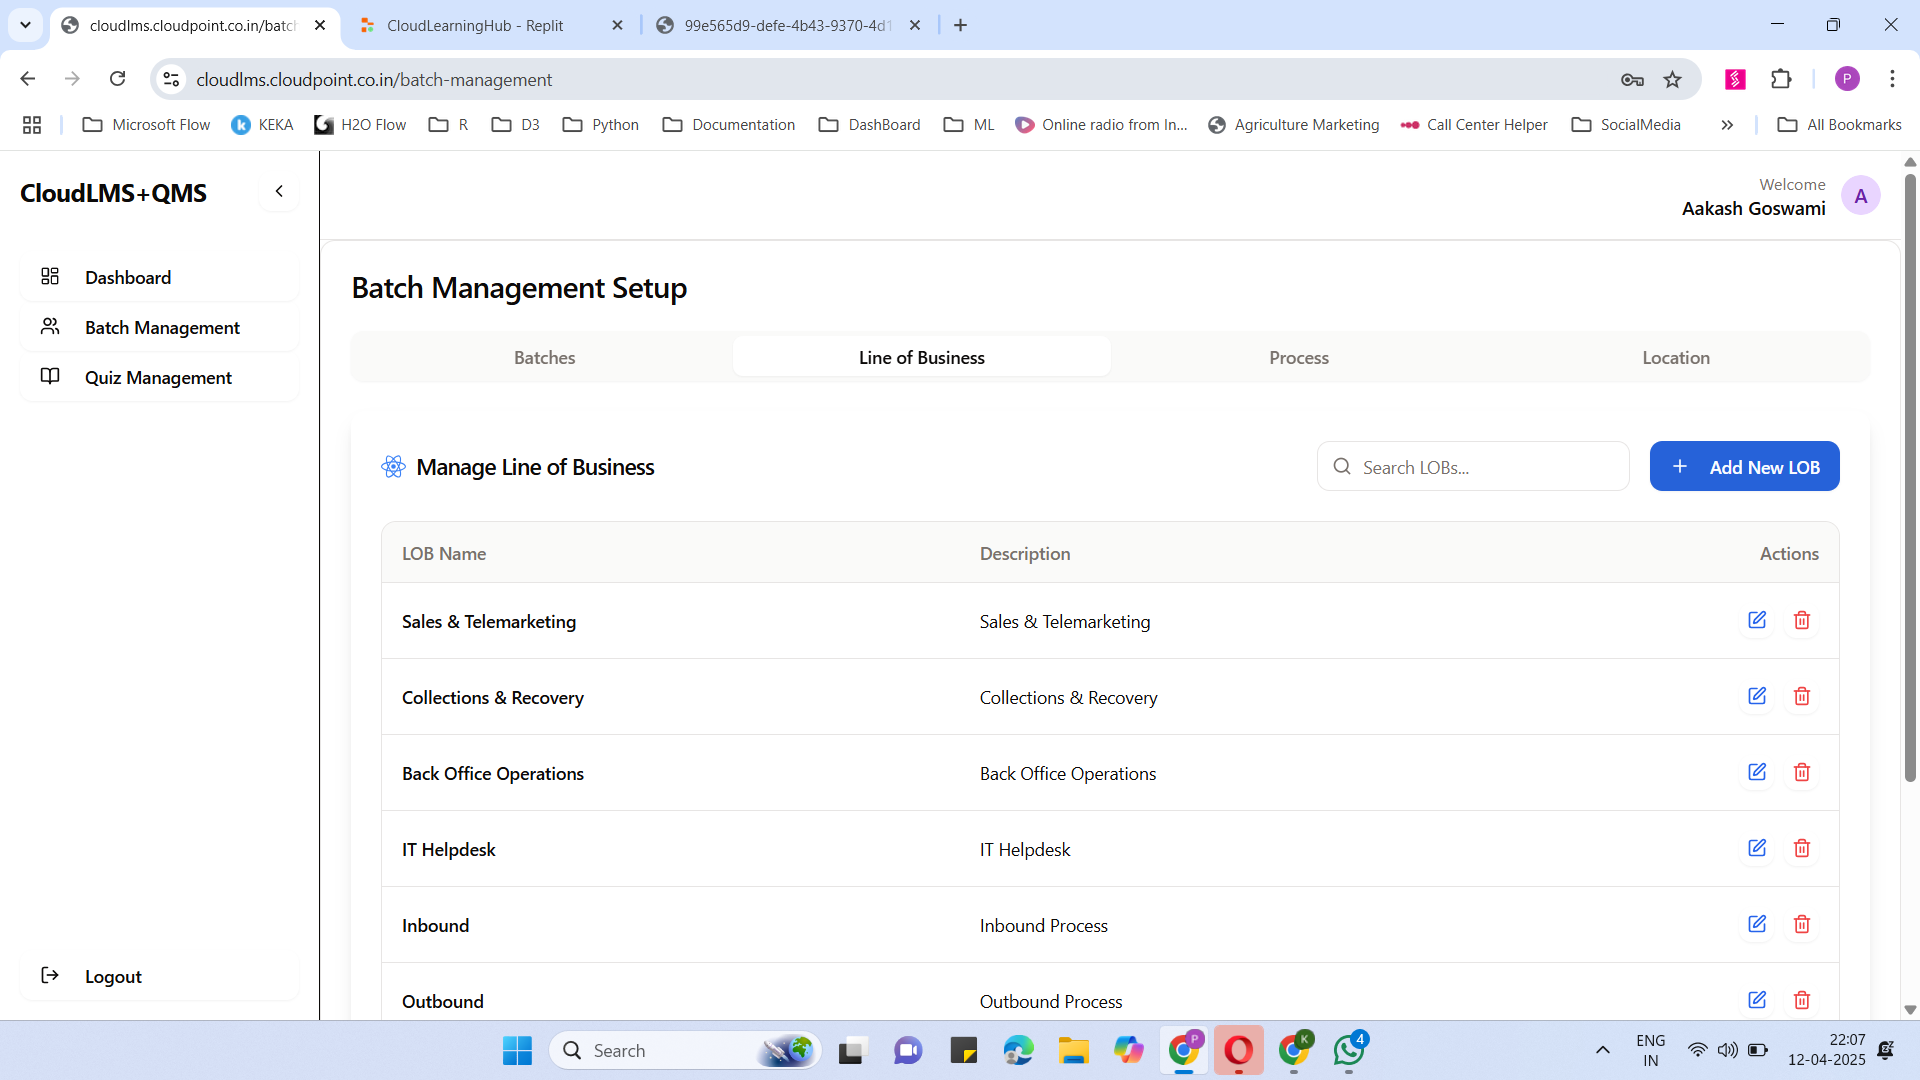 cloudlms.cloudpoint.co.in/batch
CloudLearningHub - Replit
99e565d9-defe-4b43-9370-4d1
cloudlms.cloudpoint.co.in/batch-management
P
Microsoft Flow
KEKA
H2O Flow
R
D3
Python
Documentation
DashBoard
ML
Online radio from In...
Agriculture Marketing
Call Center Helper
SocialMedia
All Bookmarks
CloudLMS+QMS
Welcome
Aakash Goswami
A
Dashboard
Batch Management
Quiz Management
Logout
Batch Management Setup
Batches
Line of Business
Process
Location
Manage Line of Business
Search LOBs...
Add New LOB
LOB Name Description Actions
Sales & Telemarketing Sales & Telemarketing
Collections & Recovery Collections & Recovery
Back Office Operations Back Office Operations
IT Helpdesk IT Helpdesk
Inbound Inbound Process
Outbound Outbound Process
Search
P
K
4
ENG
IN
22:07
12-04-2025